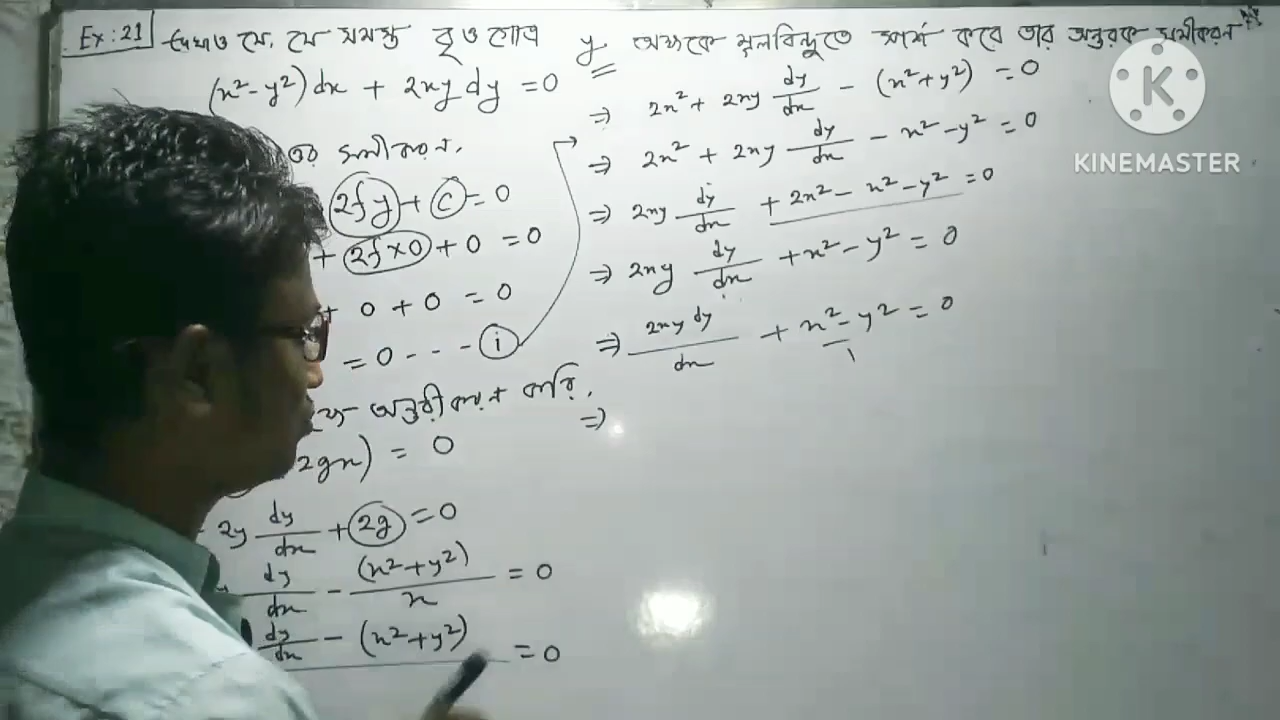 Ex: 21 দেখাও যে, যে সমস্ত বৃত্ত গোত্র y অক্ষকে মূলবিন্দুতে স্পর্শ করে তার অন্তরক সমীকরণ
(x²-y²)dx + 2xy dy = 0
সমীকরণ,
2fy + c = 0
+ 2f×0 + 0 = 0
+ 0 + 0 = 0
= 0 - - - i
অন্তরীকরণ করি,
2gx) = 0
2y dy/dx + 2g = 0
dy/dx - (x²+y²)/x = 0
dy/dx - (x²+y²) = 0
⇒ 2x² + 2xy dy/dx - (x²+y²) = 0
⇒ 2x² + 2xy dy/dx - x² - y² = 0
⇒ 2xy dy/dx + 2x² - x² - y² = 0
⇒ 2xy dy/dx + x² - y² = 0
⇒ 2xy dy/dx + x² - y²/1 = 0
⇒
K
KINEMASTER